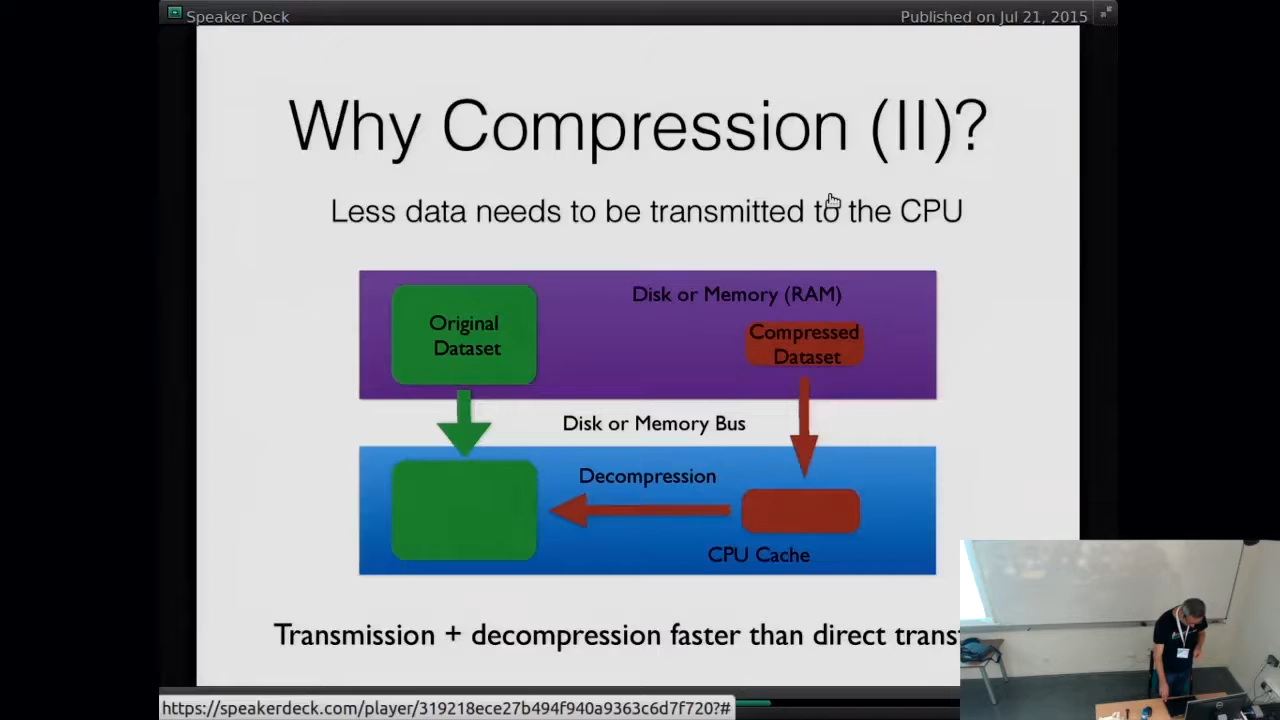 Speaker Deck
Published on Jul 21, 2015
Why Compression (II)?
Less data needs to be transmitted to the CPU
Disk or Memory (RAM)
Original
Dataset
Compressed
Dataset
Disk or Memory Bus
Decompression
CPU Cache
Transmission + decompression faster than direct trans
https://speakerdeck.com/player/319218ece27b494f940a9363c6d7f720?#